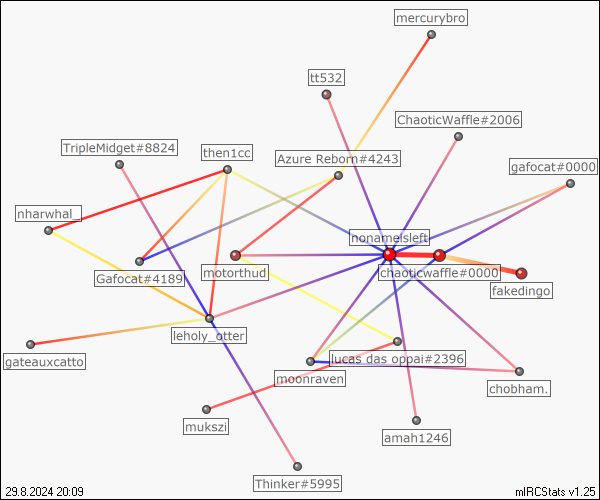 mercurybro
tt532
ChaoticWaffle#2006
TripleMidget#8824
then1cc
Azure Reborn#4243
gafocat#0000
nharwhal_
nonameisleft
Gafocat#4189
motorthud
chaoticwaffle#0000
fakedingo
leholy_otter
gateauxcatto
lucas das oppai#2396
moonraven
chobham.
mukszi
amah1246
Thinker#5995
29.8.2024 20:09
mIRCStats v1.25